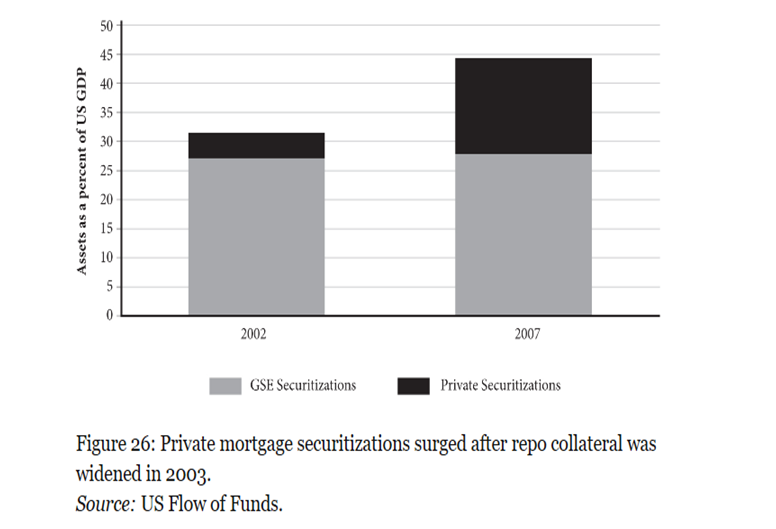 50
45
40
35
30
25
20
15
10
5
0
Assets as a percent of US GDP
2002 2007
GSE Securitizations Private Securitizations
Figure 26: Private mortgage securitizations surged after repo collateral was
widened in 2003.
Source: US Flow of Funds.